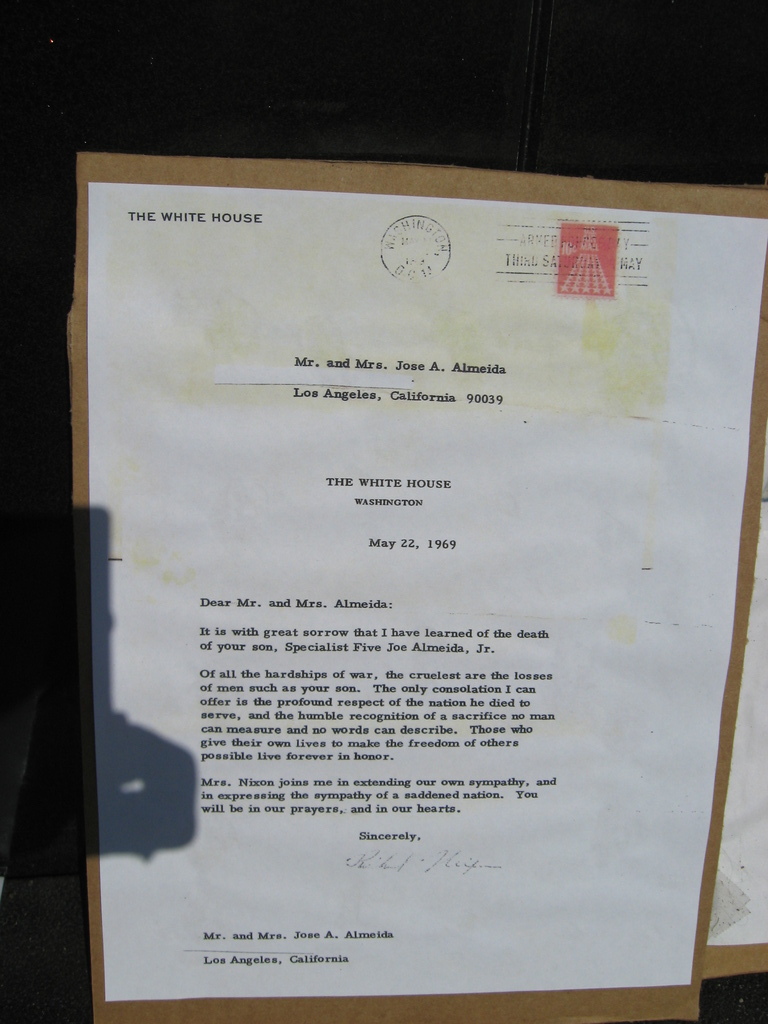 THE WHITE HOUSE
WASHINGTON
THIRD SATURDAY MAY
Mr. and Mrs. Jose A. Almeida
Los Angeles, California 90039
THE WHITE HOUSE
WASHINGTON
May 22, 1969
Dear Mr. and Mrs. Almeida:
It is with great sorrow that I have learned of the death
of your son, Specialist Five Joe Almeida, Jr.
Of all the hardships of war, the cruelest are the losses
of men such as your son. The only consolation I can
offer is the profound respect of the nation he died to
serve, and the humble recognition of a sacrifice no man
can measure and no words can describe. Those who
give their own lives to make the freedom of others
possible live forever in honor.
Mrs. Nixon joins me in extending our own sympathy, and
in expressing the sympathy of a saddened nation. You
will be in our prayers, and in our hearts.
Sincerely,
Mr. and Mrs. Jose A. Almeida
Los Angeles, California